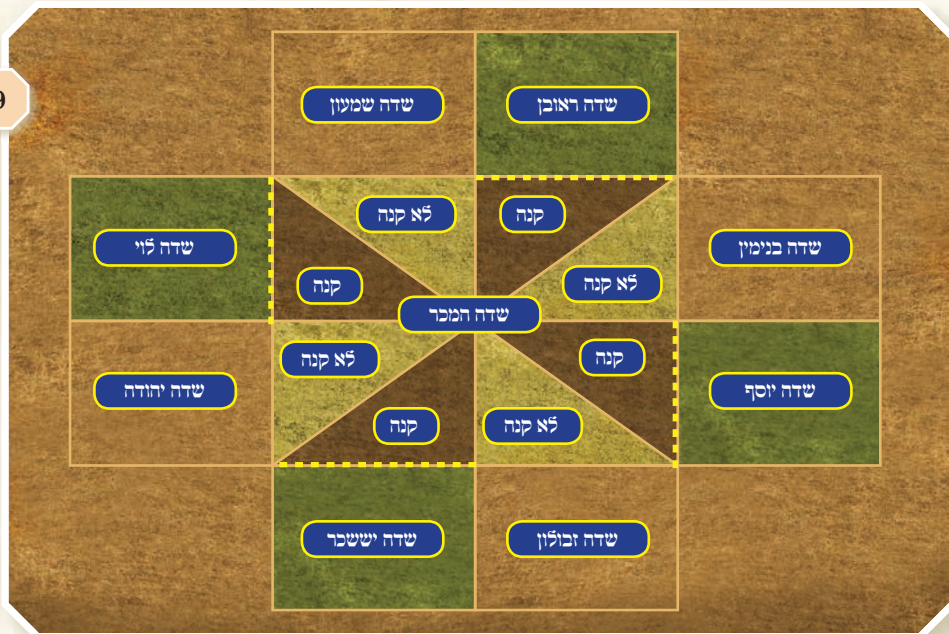 9
שדה ראובן
שדה שמעון
קנה
לא קנה
שדה בנימין
לא קנה
קנה
שדה לוי
שדה המכר
קנה
לא קנה
שדה יוסף
לא קנה
קנה
שדה יהודה
שדה זבולון
שדה יששכר